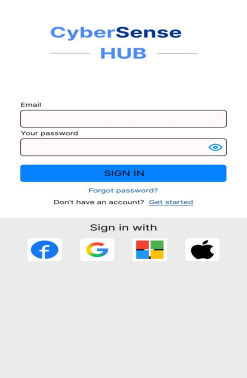 CyberSense
HUB
Email
Your password
SIGN IN
Forgot password?
Don't have an account? Get started
Sign in with